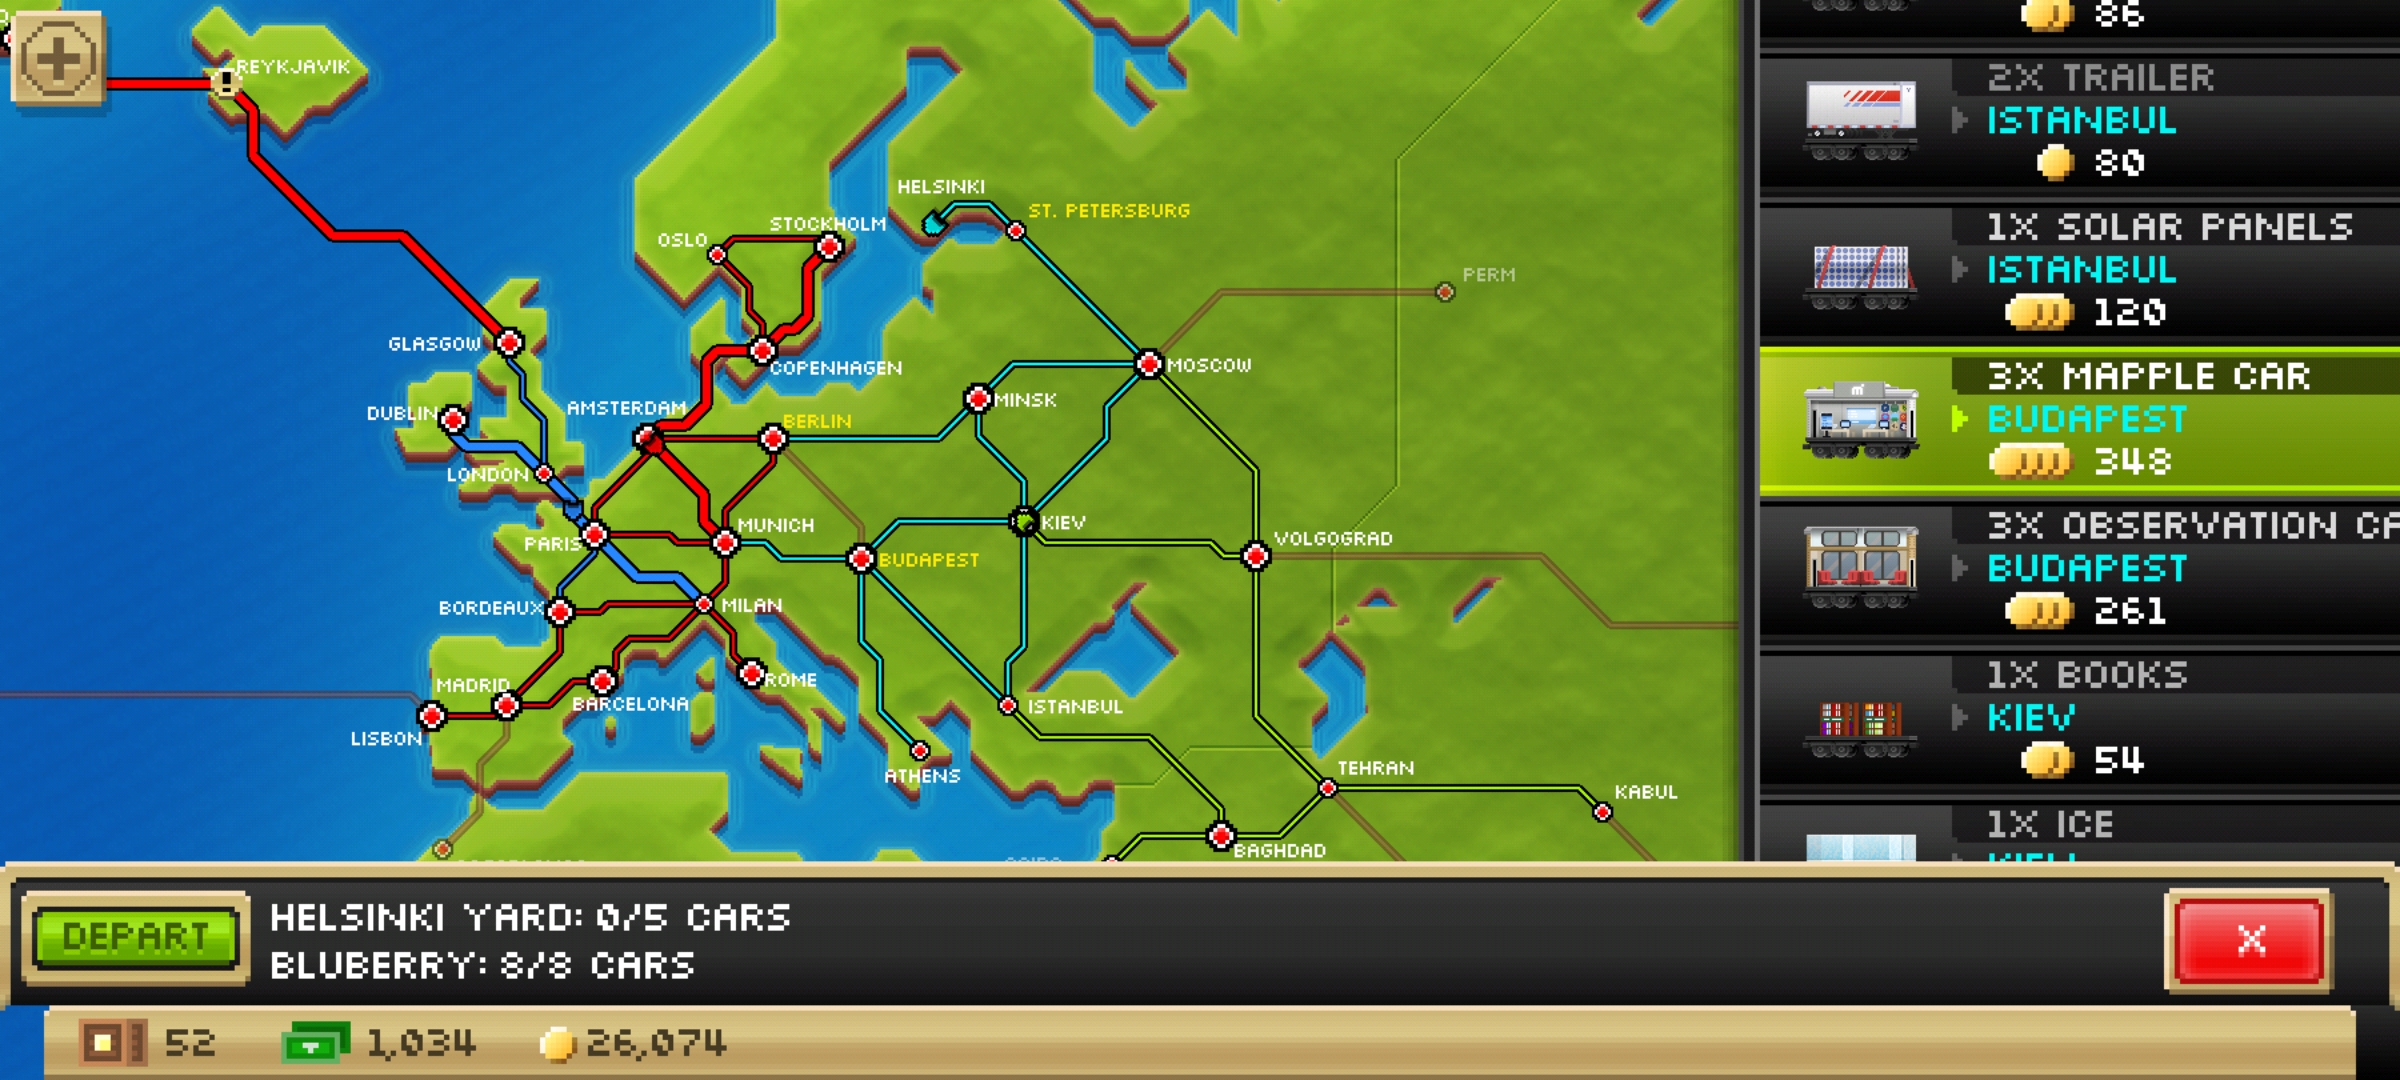 REYKJAVIK
HELSINKI
ST. PETERSBURG
STOCKHOLM
OSLO
PERM
GLASGOW
COPENHAGEN
MOSCOW
DUBLIN
AMSTERDAM
BERLIN
MINSK
LONDON
PARIS
MUNICH
KIEV
BUDAPEST
VOLGOGRAD
BORDEAUX
MILAN
MADRID
ROME
BARCELONA
LISBON
ISTANBUL
ATHENS
TEHRAN
KABUL
BAGHDAD
86
2X TRAILER
ISTANBUL
80
1X SOLAR PANELS
ISTANBUL
120
m
3X MAPPLE CAR
BUDAPEST
348
3X OBSERVATION CA
BUDAPEST
261
1X BOOKS
KIEV
54
1X ICE
KIEV
DEPART
HELSINKI YARD: 0/5 CARS
BLUBERRY: 8/8 CARS
X
52
1,034
26,074